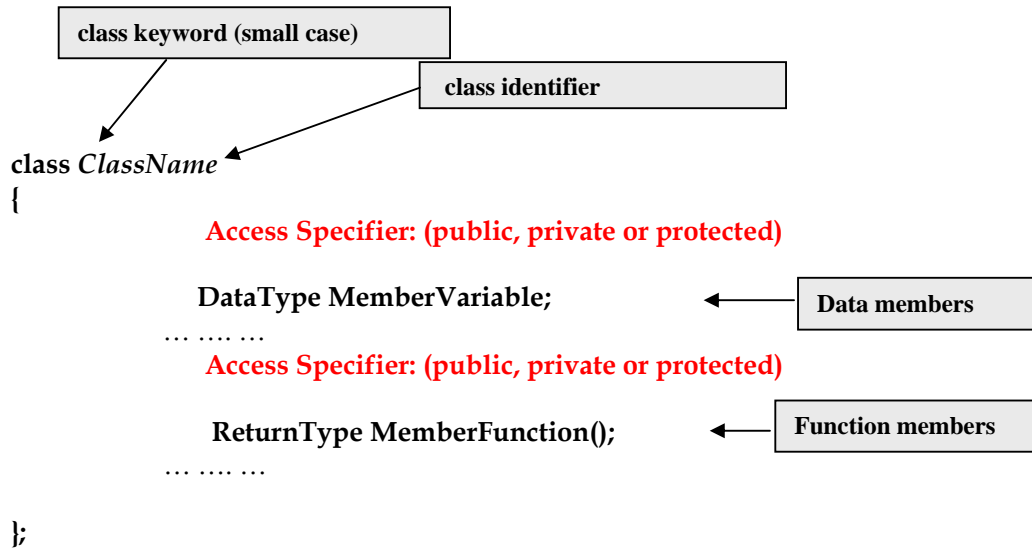 class keyword (small case)
class identifier
class ClassName
{
Access Specifier: (public, private or protected)
DataType MemberVariable;
Data members
… …. …
Access Specifier: (public, private or protected)
ReturnType MemberFunction();
Function members
… …. …
};